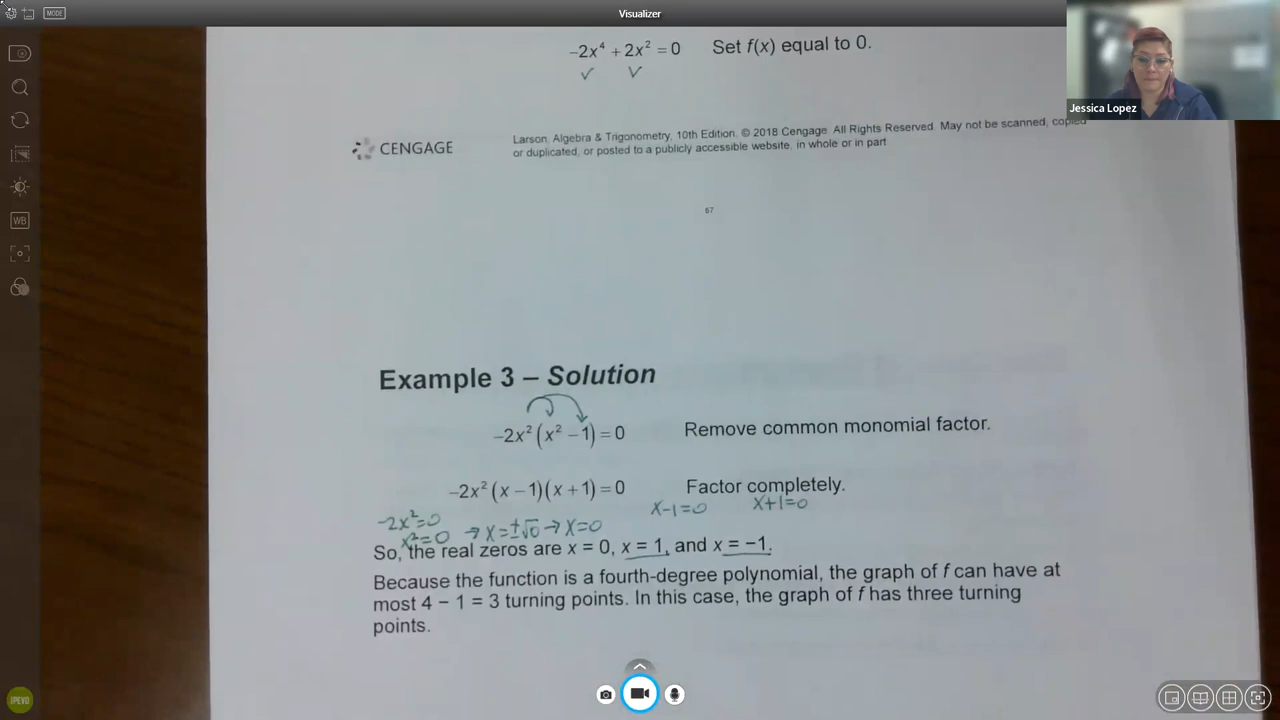 MODE
Visualizer
WB
IPEVO
Jessica Lopez
-2x⁴ + 2x² = 0 Set f(x) equal to 0.
✓ ✓
CENGAGE
Larson, Algebra & Trigonometry, 10th Edition. © 2018 Cengage. All Rights Reserved. May not be scanned, copied
or duplicated, or posted to a publicly accessible website, in whole or in part
67
Example 3 – Solution
-2x²(x² - 1) = 0 Remove common monomial factor.
-2x²(x - 1)(x + 1) = 0 Factor completely.
x-1=0 x+1=0
-2x²=0
x²=0 → x=±√0 → x=0
So, the real zeros are x = 0, x = 1, and x = −1.
Because the function is a fourth-degree polynomial, the graph of f can have at
most 4 − 1 = 3 turning points. In this case, the graph of f has three turning
points.